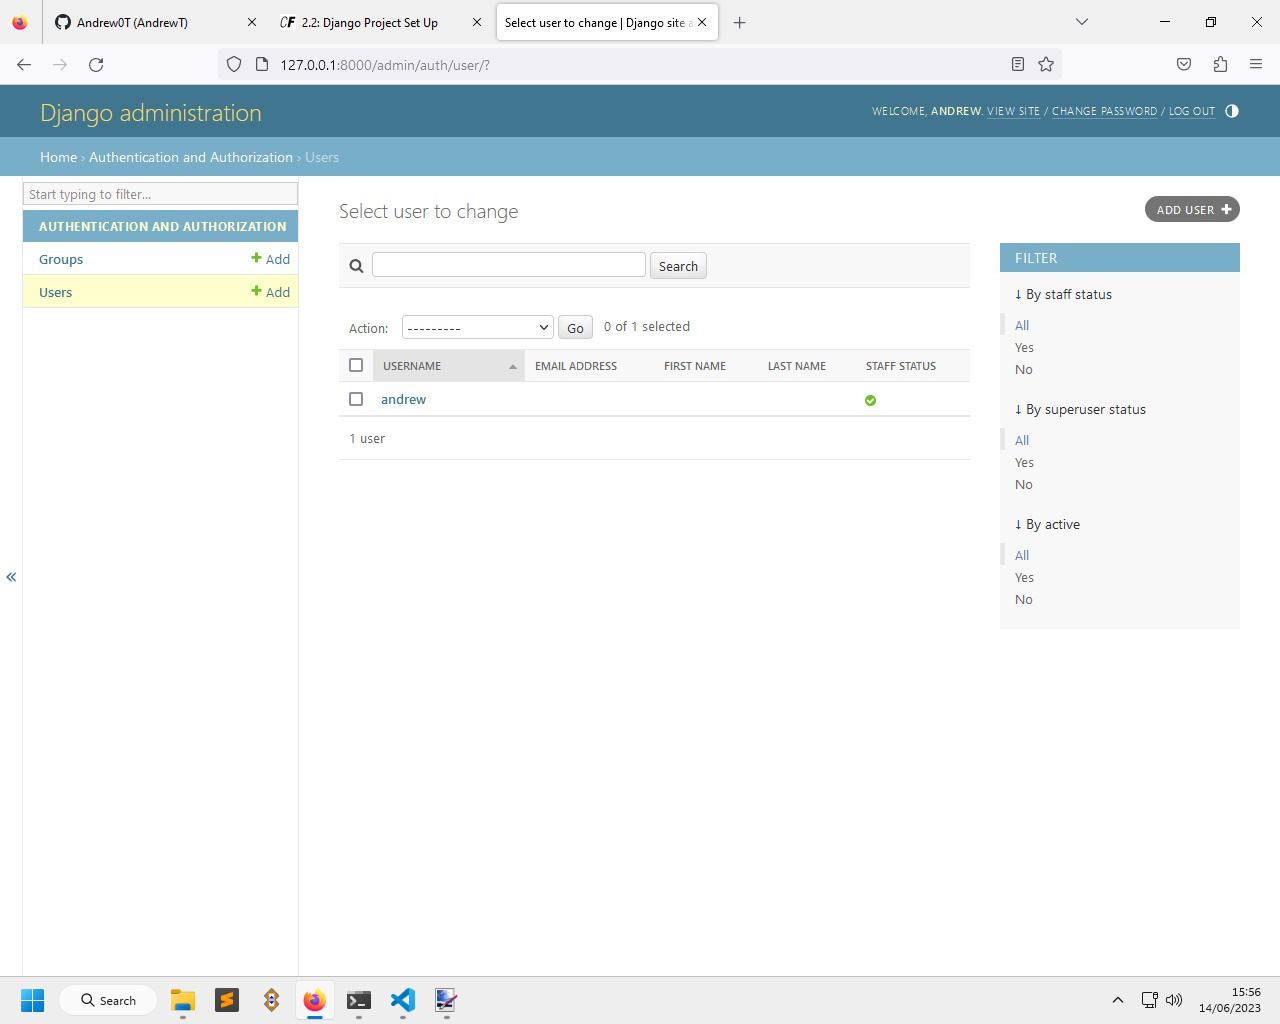 Andrew0T (AndrewT)
CF 2.2: Django Project Set Up
Select user to change | Django site a
127.0.0.1:8000/admin/auth/user/?
Django administration
WELCOME, ANDREW. VIEW SITE / CHANGE PASSWORD / LOG OUT
Home › Authentication and Authorization › Users
Start typing to filter...
AUTHENTICATION AND AUTHORIZATION
Groups
Add
Users
Add
Select user to change
ADD USER
Search
Action:
---------
Go
0 of 1 selected
USERNAME
EMAIL ADDRESS
FIRST NAME
LAST NAME
STAFF STATUS
andrew
1 user
FILTER
↓ By staff status
All
Yes
No
↓ By superuser status
All
Yes
No
↓ By active
All
Yes
No
«
Search
15:56
14/06/2023